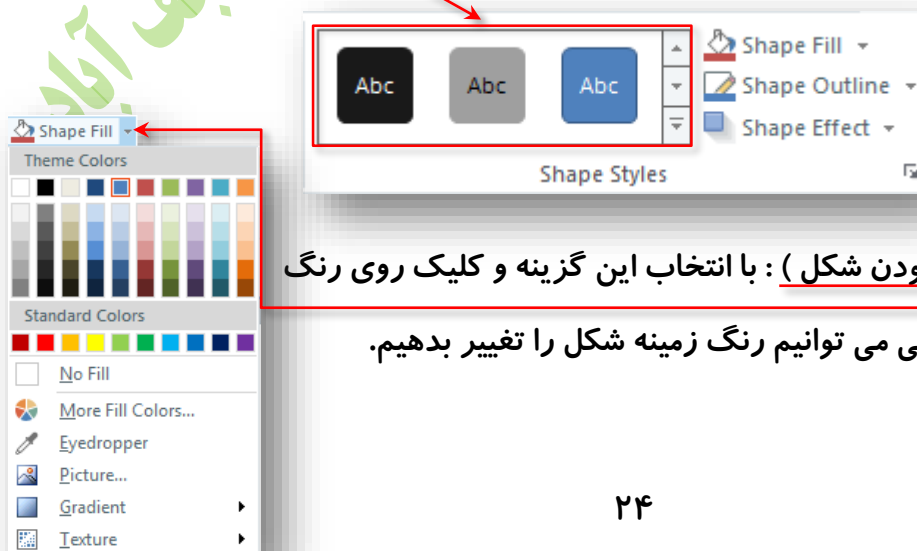 Abc Abc Abc
Shape Fill
Shape Outline
Shape Effect
Shape Styles
Shape Fill
Theme Colors
Standard Colors
No Fill
More Fill Colors...
Eyedropper
Picture...
Gradient
Texture
شکل ) : با انتخاب این گزینه و کلیک روی رنگ
می توانیم رنگ زمینه شکل را تغییر بدهیم.
۲۴